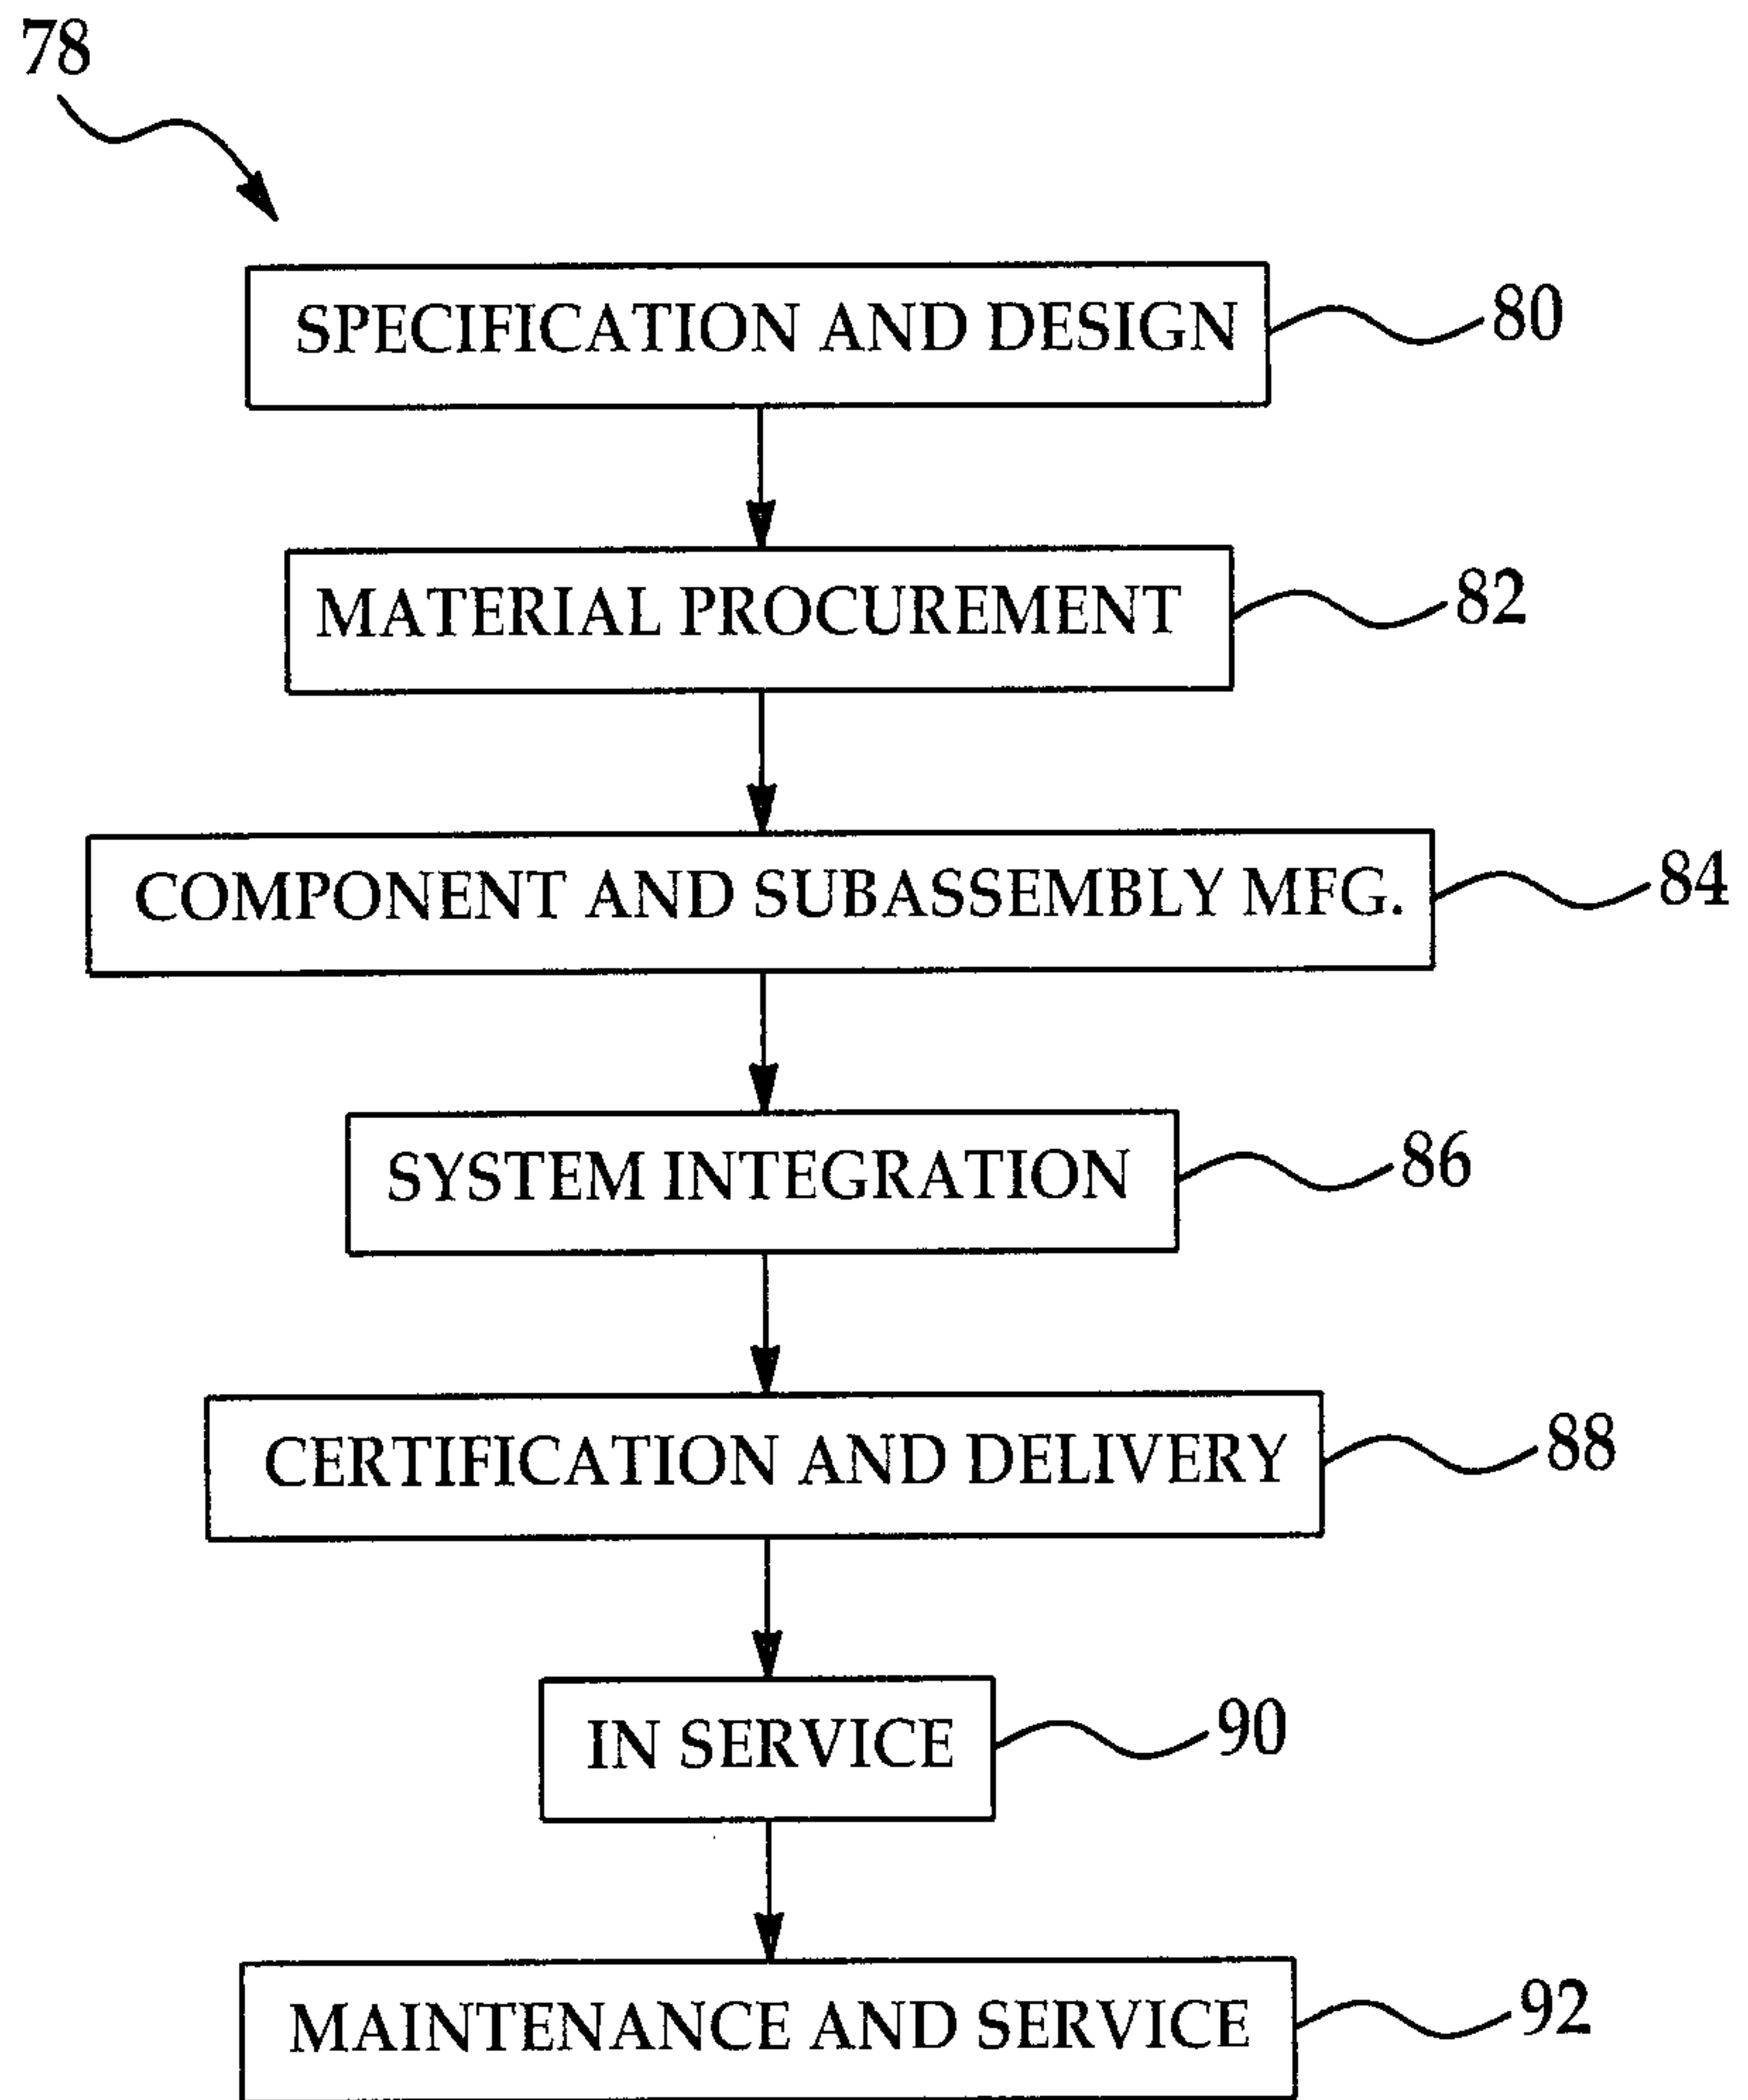 78
SPECIFICATION AND DESIGN 80
MATERIAL PROCUREMENT 82
COMPONENT AND SUBASSEMBLY MFG. 84
SYSTEM INTEGRATION 86
CERTIFICATION AND DELIVERY 88
IN SERVICE 90
MAINTENANCE AND SERVICE 92